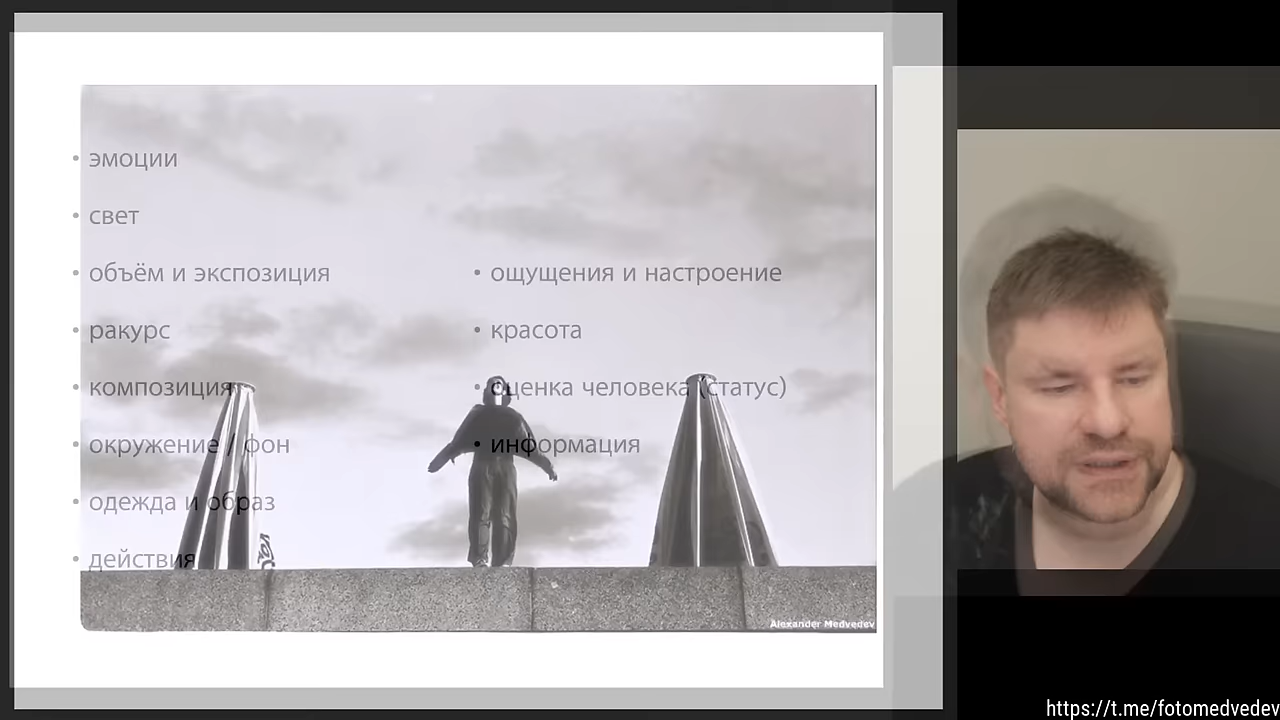 • эмоции
• свет
• объём и экспозиция
• ракурс
• композиция
• окружение / фон
• одежда и образ
• действия
• ощущения и настроение
• красота
• оценка человека (статус)
• информация
Alexander Medvedev
https://t.me/fotomedvedev